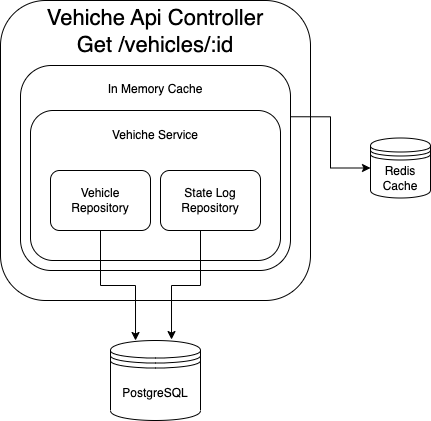 Vehiche Api Controller
Get /vehicles/:id
In Memory Cache
Vehiche Service
Vehicle
Repository
State Log
Repository
Redis
Cache
PostgreSQL